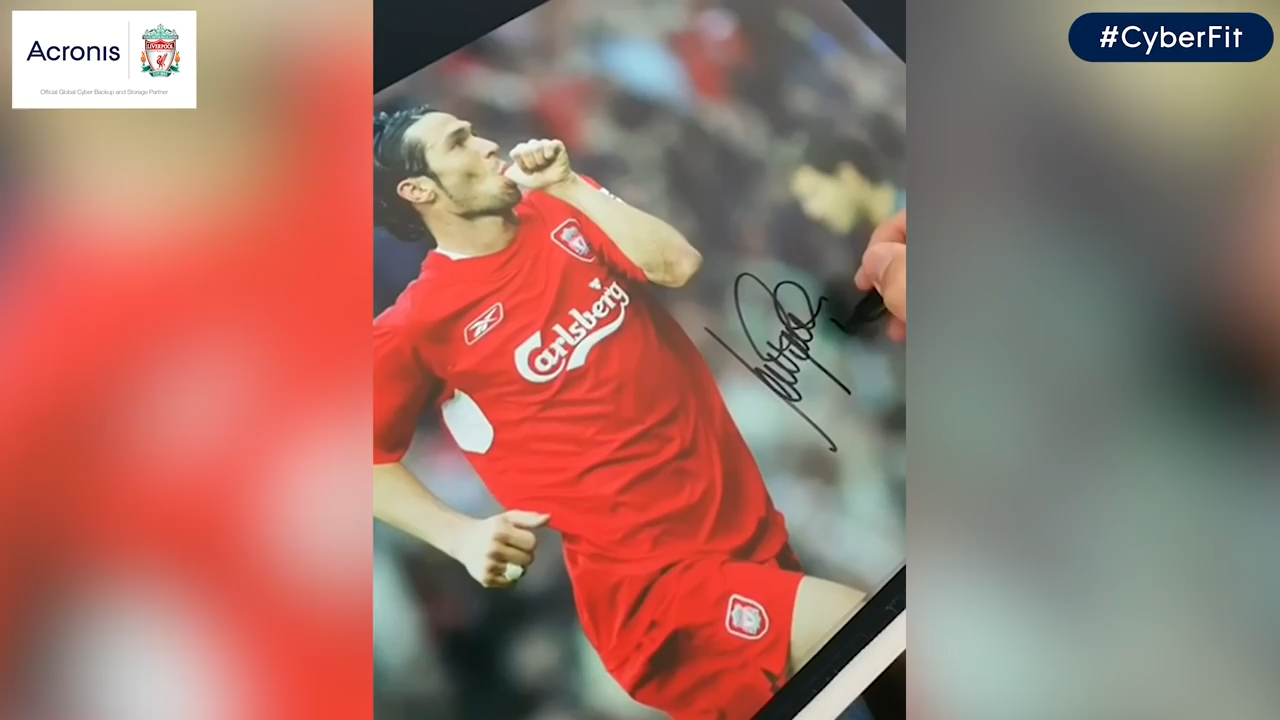 Acronis
LIVERPOOL
Official Global Cyber Backup and Storage Partner
#CyberFit
Carlsberg